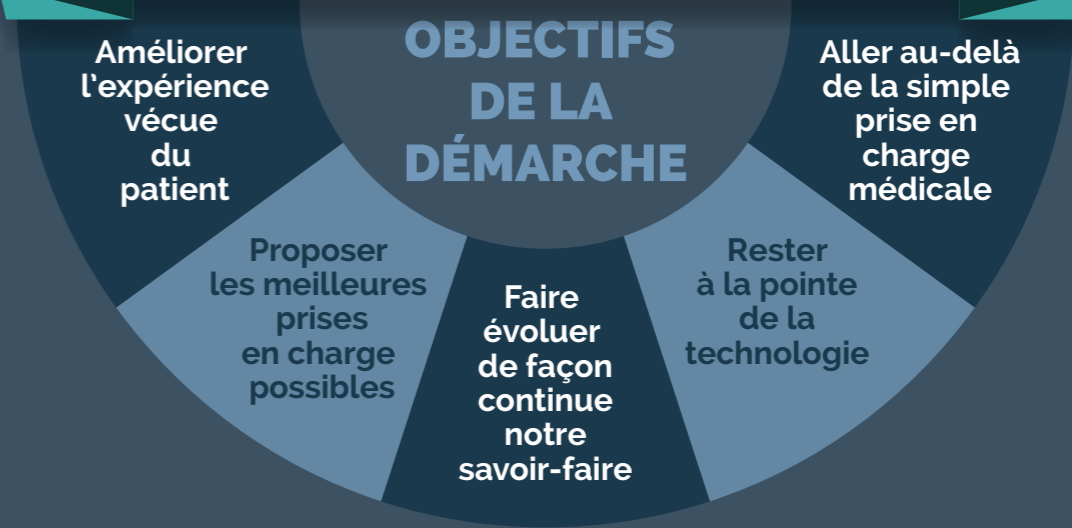 OBJECTIFS
DE LA
DÉMARCHE
Améliorer
l'expérience
vécue
du
patient
Proposer
les meilleures
prises
en charge
possibles
Faire
évoluer
de façon
continue
notre
savoir-faire
Rester
à la pointe
de la
technologie
Aller au-delà
de la simple
prise en
charge
médicale